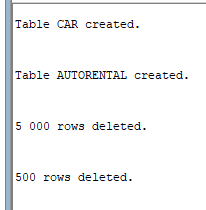 Table CAR created.
Table AUTORENTAL created.
5 000 rows deleted.
500 rows deleted.